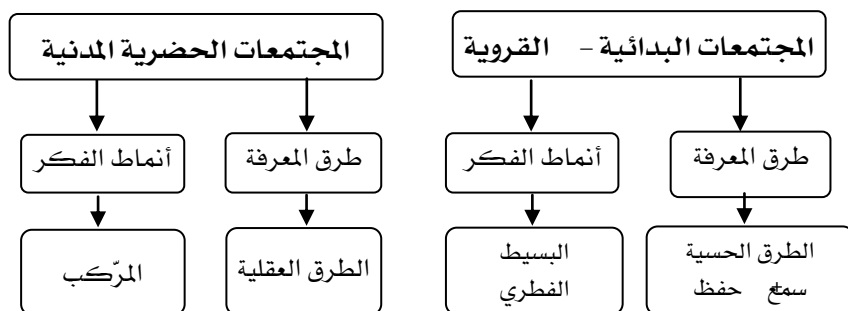 المجتمعات البدائية – القروية
طرق المعرفة
أنماط الفكر
الطرق الحسية
سمع + حفظ
البسيط
الفطري
المجتمعات الحضرية المدنية
طرق المعرفة
أنماط الفكر
الطرق العقلية
المرّكب